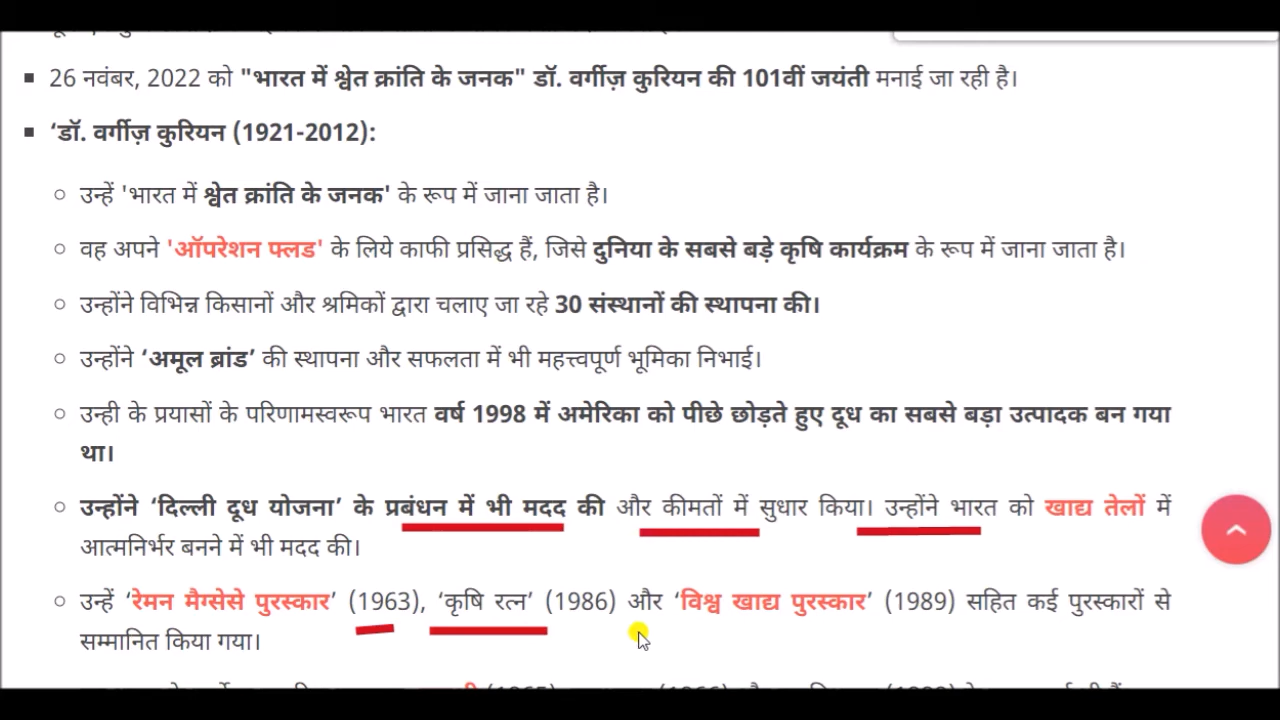 26 नवंबर, 2022 को "भारत में श्वेत क्रांति के जनक" डॉ. वर्गीज़ कुरियन की 101वीं जयंती मनाई जा रही है।
‘डॉ. वर्गीज़ कुरियन (1921-2012):
उन्हें 'भारत में श्वेत क्रांति के जनक' के रूप में जाना जाता है।
वह अपने 'ऑपरेशन फ्लड' के लिये काफी प्रसिद्ध हैं, जिसे दुनिया के सबसे बड़े कृषि कार्यक्रम के रूप में जाना जाता है।
उन्होंने विभिन्न किसानों और श्रमिकों द्वारा चलाए जा रहे 30 संस्थानों की स्थापना की।
उन्होंने ‘अमूल ब्रांड’ की स्थापना और सफलता में भी महत्त्वपूर्ण भूमिका निभाई।
उन्ही के प्रयासों के परिणामस्वरूप भारत वर्ष 1998 में अमेरिका को पीछे छोड़ते हुए दूध का सबसे बड़ा उत्पादक बन गया
था।
उन्होंने ‘दिल्ली दूध योजना’ के प्रबंधन में भी मदद की और कीमतों में सुधार किया। उन्होंने भारत को खाद्य तेलों में
आत्मनिर्भर बनने में भी मदद की।
उन्हें ‘रेमन मैग्सेसे पुरस्कार’ (1963), ‘कृषि रत्न’ (1986) और ‘विश्व खाद्य पुरस्कार’ (1989) सहित कई पुरस्कारों से
सम्मानित किया गया।